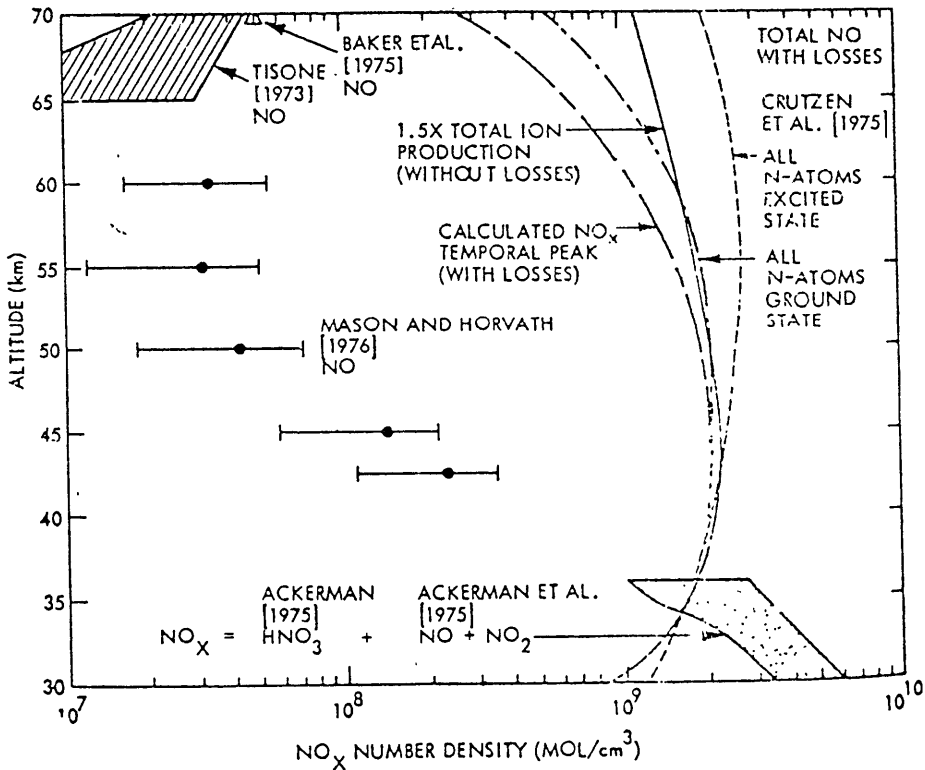 70
65
60
55
50
45
40
35
30
ALTITUDE (km)
BAKER ETAL.
[1975]
NO
TISONE
[1973]
NO
TOTAL NO
WITH LOSSES
CRUTZEN
ET AL. [1975]
ALL
N-ATOMS
EXCITED
STATE
1.5X TOTAL ION
PRODUCTION
(WITHOUT LOSSES)
CALCULATED NOX
TEMPORAL PEAK
(WITH LOSSES)
ALL
N-ATOMS
GROUND
STATE
MASON AND HORVATH
[1976]
NO
ACKERMAN
[1975]
ACKERMAN ET AL.
[1975]
NOX = HNO3 + NO + NO2
10^7
10^8
10^9
10^10
NOX NUMBER DENSITY (MOL/cm^3)